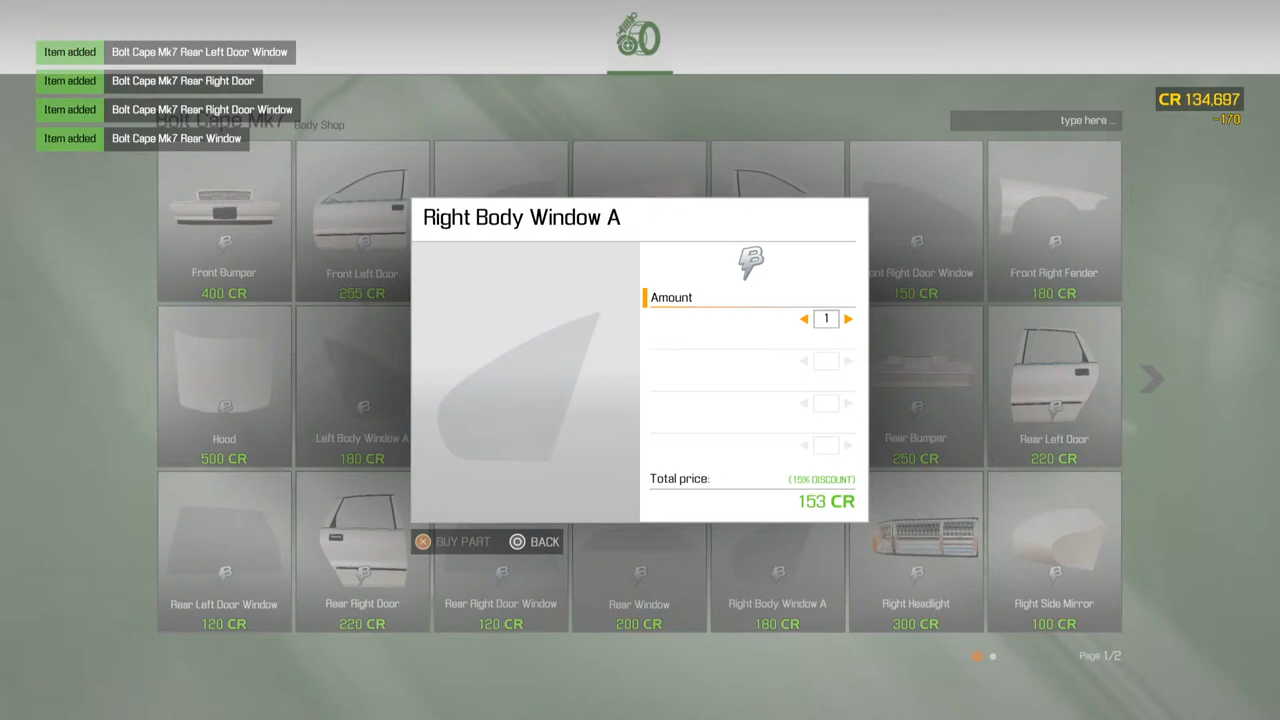 Item added Bolt Cape Mk7 Rear Left Door Window
Item added Bolt Cape Mk7 Rear Right Door
Item added Bolt Cape Mk7 Rear Right Door Window
Item added Bolt Cape Mk7 Rear Window
CR 134,697
-170
Bolt Cape Mk7 Body Shop
type here ...
Right Body Window A
Amount
1
Total price: (15% DISCOUNT)
153 CR
BUY PART BACK
Front Bumper
400 CR
Front Left Door
255 CR
Front Right Door Window
150 CR
Front Right Fender
180 CR
Hood
500 CR
Left Body Window A
180 CR
Rear Bumper
250 CR
Rear Left Door
220 CR
Rear Left Door Window
120 CR
Rear Right Door
220 CR
Rear Right Door Window
120 CR
Rear Window
200 CR
Right Body Window A
180 CR
Right Headlight
300 CR
Right Side Mirror
100 CR
Page 1/2